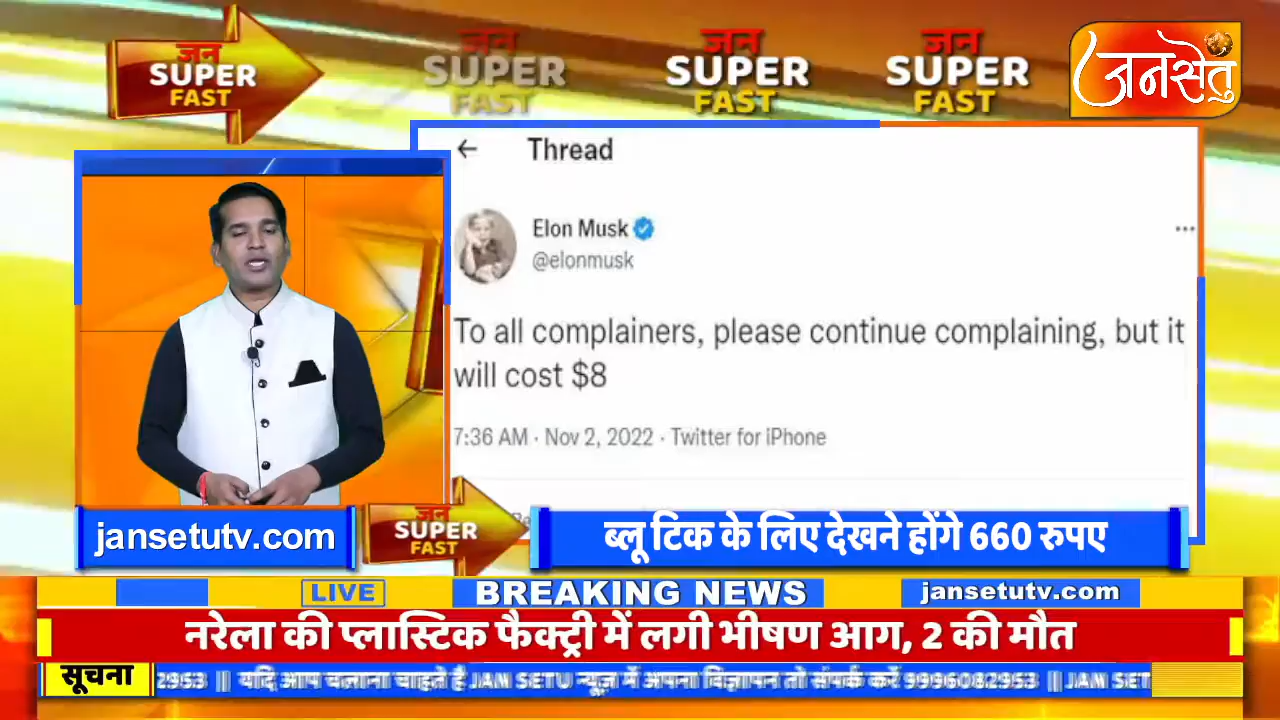 जन
SUPER
FAST
जन
SUPER
FAST
जन
SUPER
FAST
जन
SUPER
FAST
जनसेतु
Thread
Elon Musk
@elonmusk
To all complainers, please continue complaining, but it
will cost $8
7:36 AM · Nov 2, 2022 · Twitter for iPhone
jansetutv.com
जन
SUPER
FAST
ब्लू टिक के लिए देखने होंगे 660 रुपए
LIVE
BREAKING NEWS
jansetutv.com
नरेला की प्लास्टिक फैक्ट्री में लगी भीषण आग, 2 की मौत
सूचना
2953 || यदि आप चलाना चाहते है JAN SETU न्यूज़ में अपना विज्ञापन तो संपर्क करें 9996082953 || JAN SET